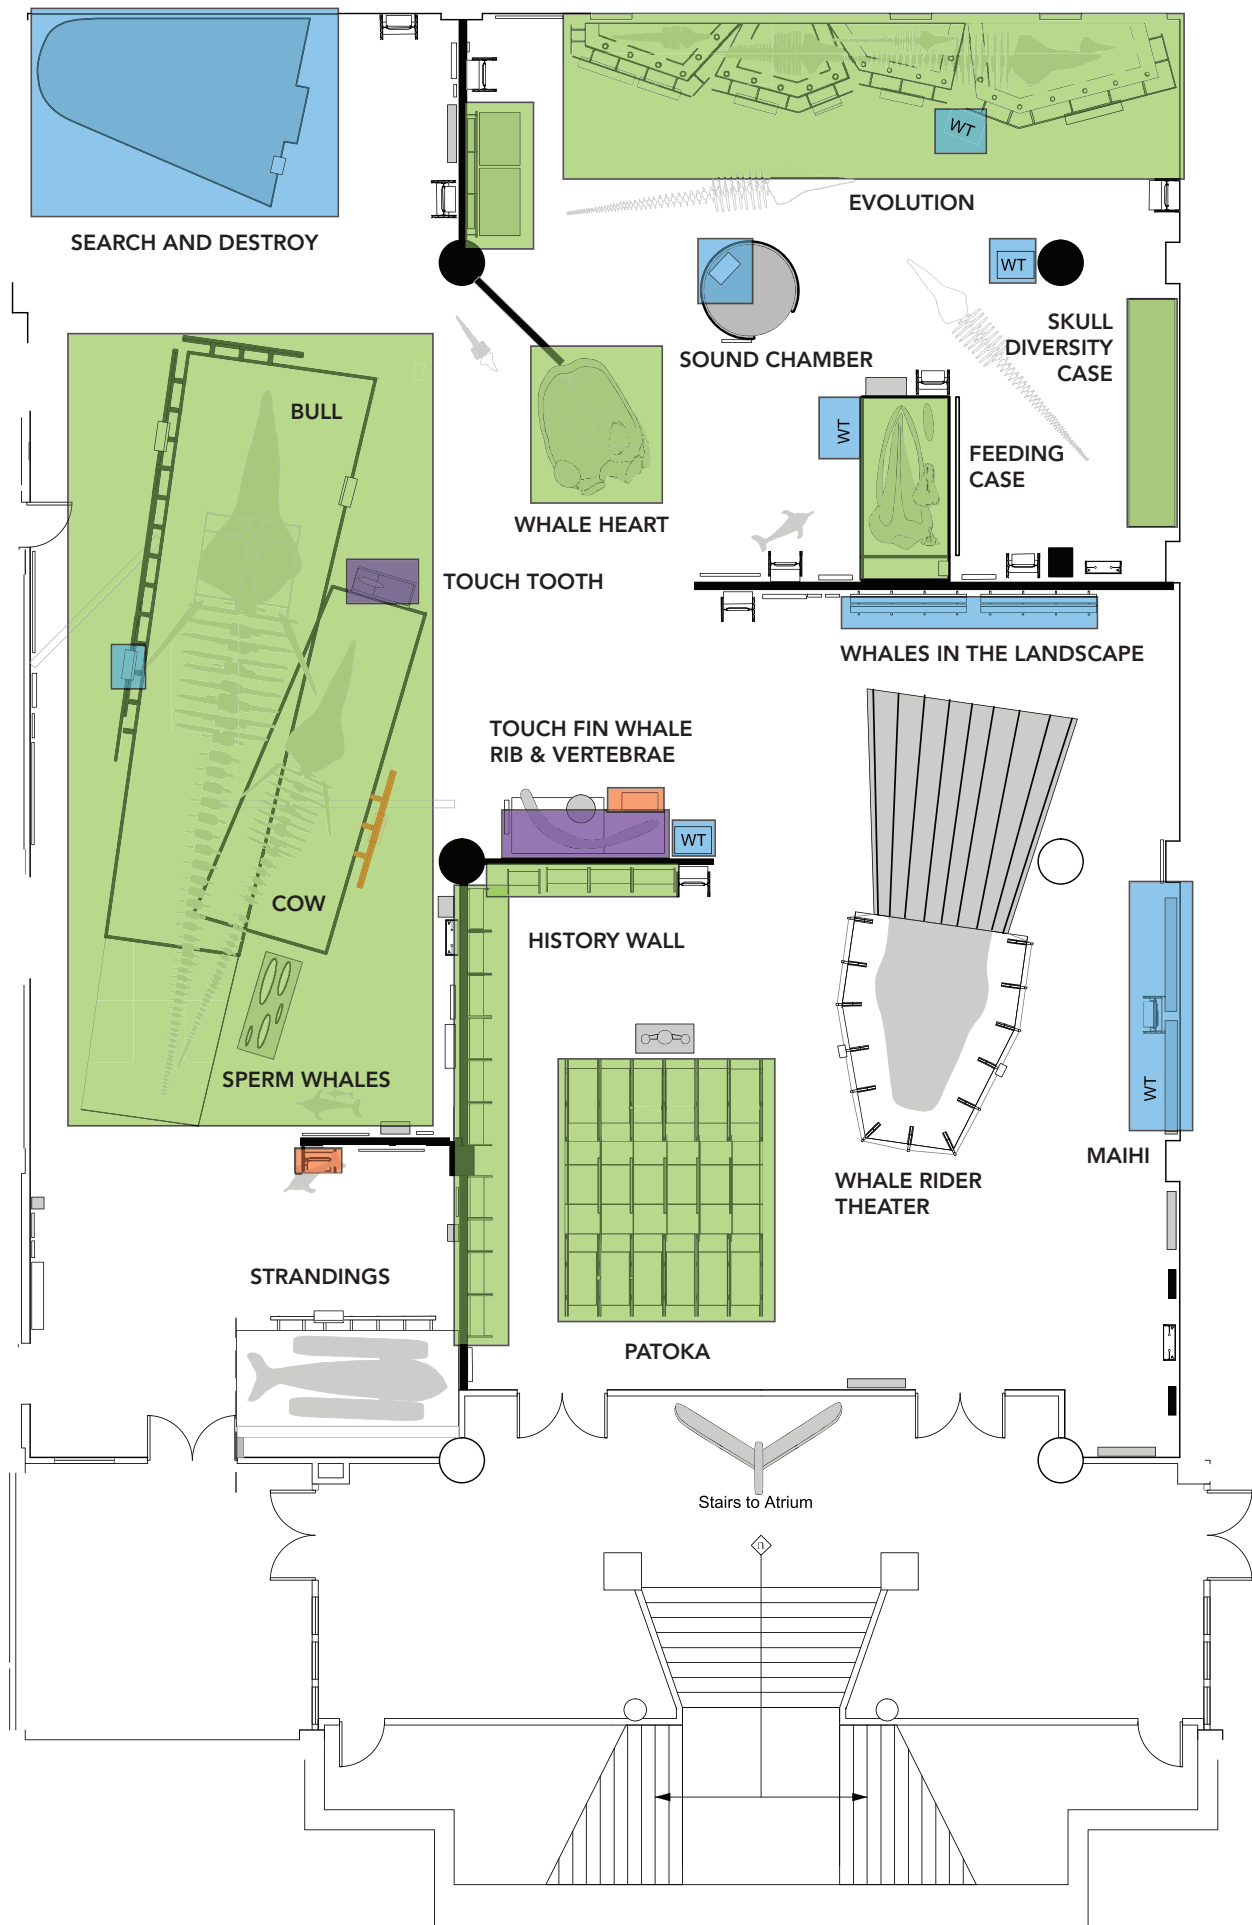 WT
EVOLUTION
SEARCH AND DESTROY
WT
SKULL
DIVERSITY
CASE
SOUND CHAMBER
BULL
WT
FEEDING
CASE
WHALE HEART
TOUCH TOOTH
WHALES IN THE LANDSCAPE
TOUCH FIN WHALE
RIB & VERTEBRAE
WT
COW
HISTORY WALL
SPERM WHALES
WT
MAIHI
WHALE RIDER
THEATER
STRANDINGS
PATOKA
Stairs to Atrium